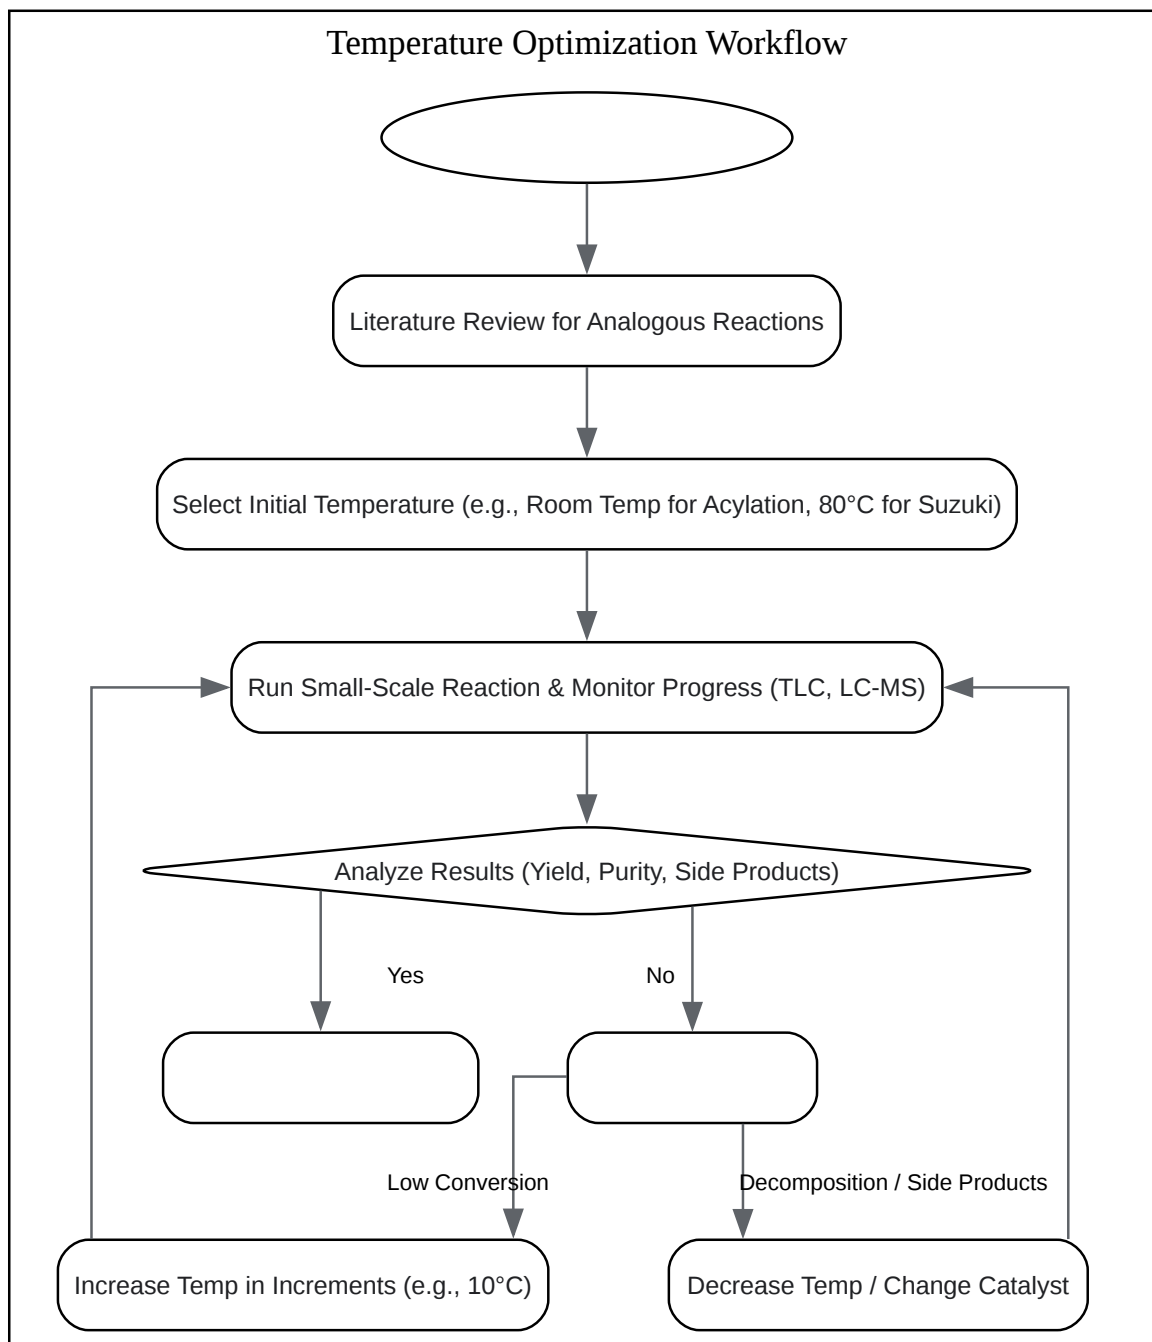 Temperature Optimization Workflow
Literature Review for Analogous Reactions
Select Initial Temperature (e.g., Room Temp for Acylation, 80°C for Suzuki)
Run Small-Scale Reaction & Monitor Progress (TLC, LC-MS)
Analyze Results (Yield, Purity, Side Products)
Yes
No
Low Conversion
Decomposition / Side Products
Increase Temp in Increments (e.g., 10°C)
Decrease Temp / Change Catalyst